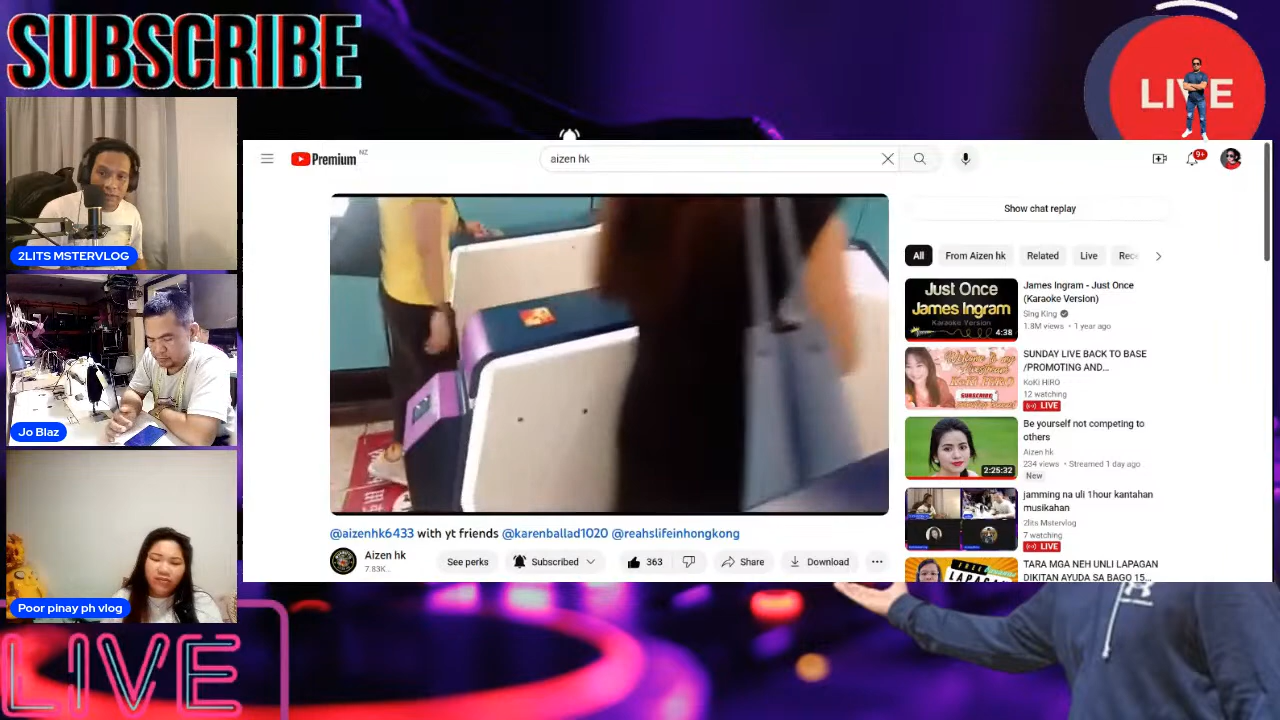 SUBSCRIBE
LIVE
2LITS MSTERVLOG
Jo Blaz
Poor pinay ph vlog
LIVE
Premium NZ
aizen hk
9+
Show chat replay
All
From Aizen hk
Related
Live
Just Once
James Ingram
Karaoke Version
4:38
James Ingram - Just Once
(Karaoke Version)
Sing King
1.8M views • 1 year ago
SUNDAY LIVE BACK TO BASE
/PROMOTING AND...
KoKi HIRO
12 watching
LIVE
2:25:32
Be yourself not competing to
others
Aizen hk
234 views • Streamed 1 day ago
New
jamming na uli 1hour kantahan
musikahan
2lits Mstervlog
7 watching
LIVE
TARA MGA NEH UNLI LAPAGAN
DIKITAN AYUDA SA BAGO 15...
@aizenhk6433 with yt friends @karenballad1020 @reahslifeinhongkong
Aizen hk
7.83K...
See perks
Subscribed
363
Share
Download